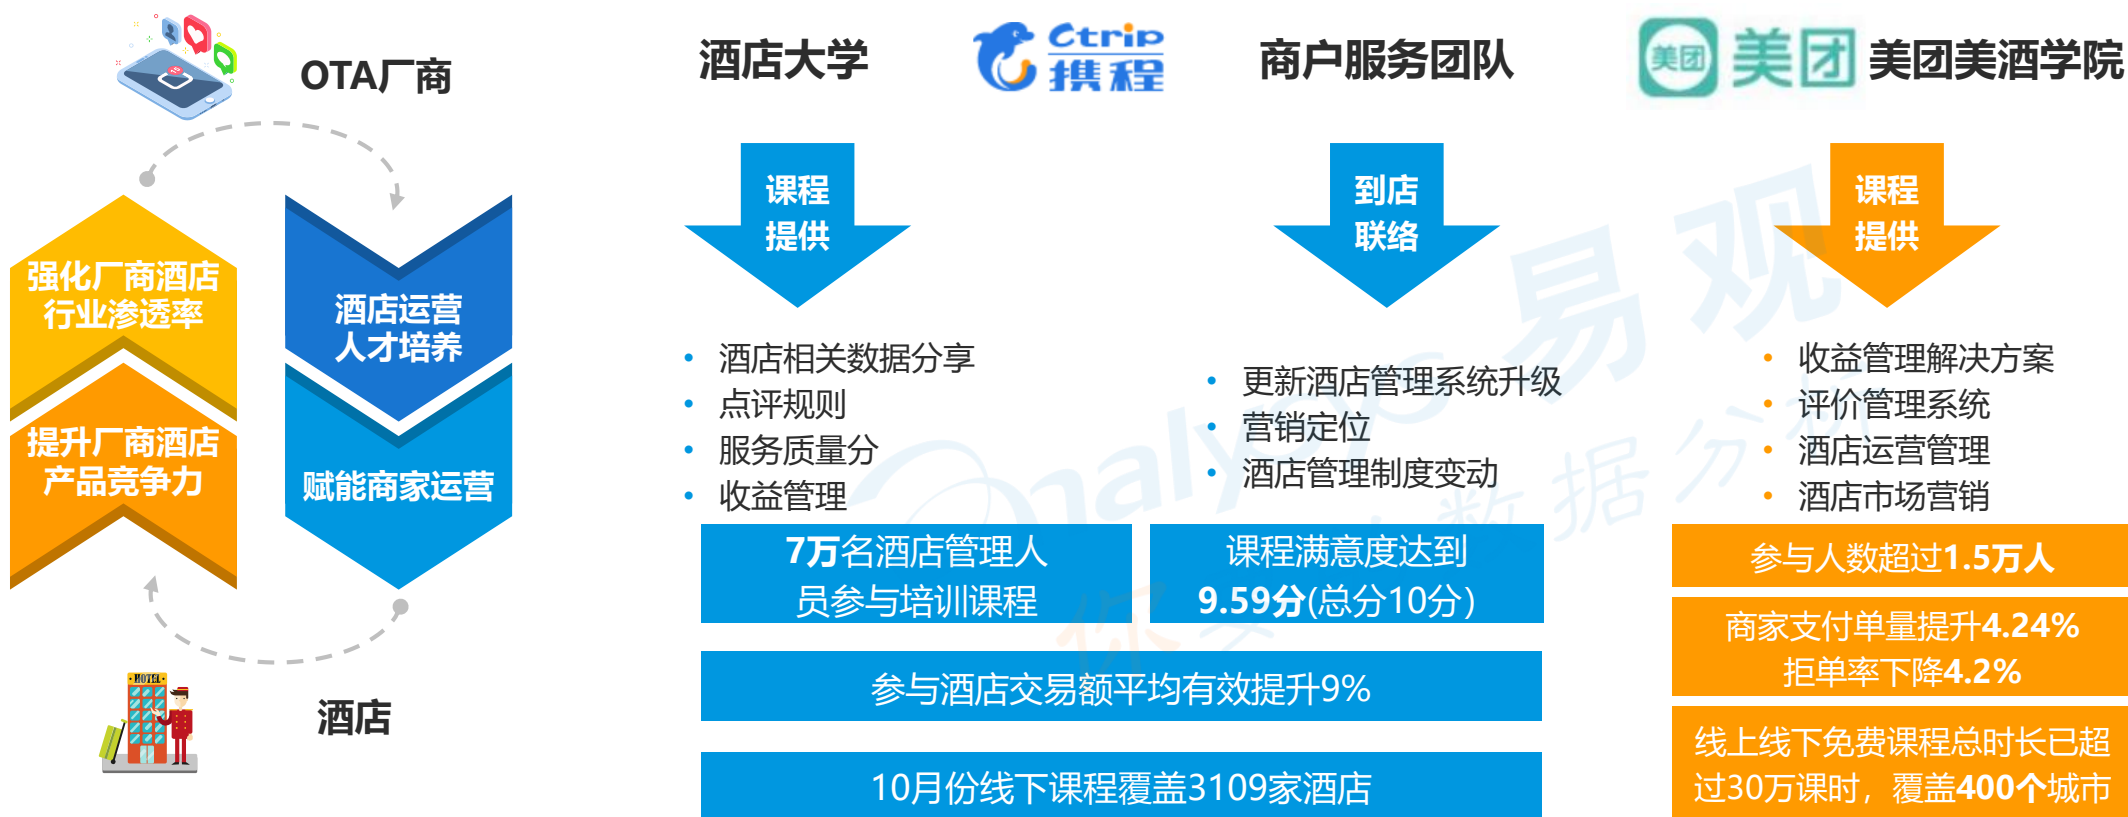 OTA厂商
酒店大学
Ctrip
携程
商户服务团队
美团
美团
美团美酒学院
强化厂商酒店
行业渗透率
提升厂商酒店
产品竞争力
酒店运营
人才培养
赋能商家运营
HOTEL
酒店
课程
提供
酒店相关数据分享
点评规则
服务质量分
收益管理
到店
联络
更新酒店管理系统升级
营销定位
酒店管理制度变动
课程
提供
收益管理解决方案
评价管理系统
酒店运营管理
酒店市场营销
7万名酒店管理人
员参与培训课程
课程满意度达到
9.59分(总分10分）
参与酒店交易额平均有效提升9%
10月份线下课程覆盖3109家酒店
参与人数超过1.5万人
商家支付单量提升4.24%
拒单率下降4.2%
线上线下免费课程总时长已超
过30万课时，覆盖400个城市
analysys易观
你
数据分析